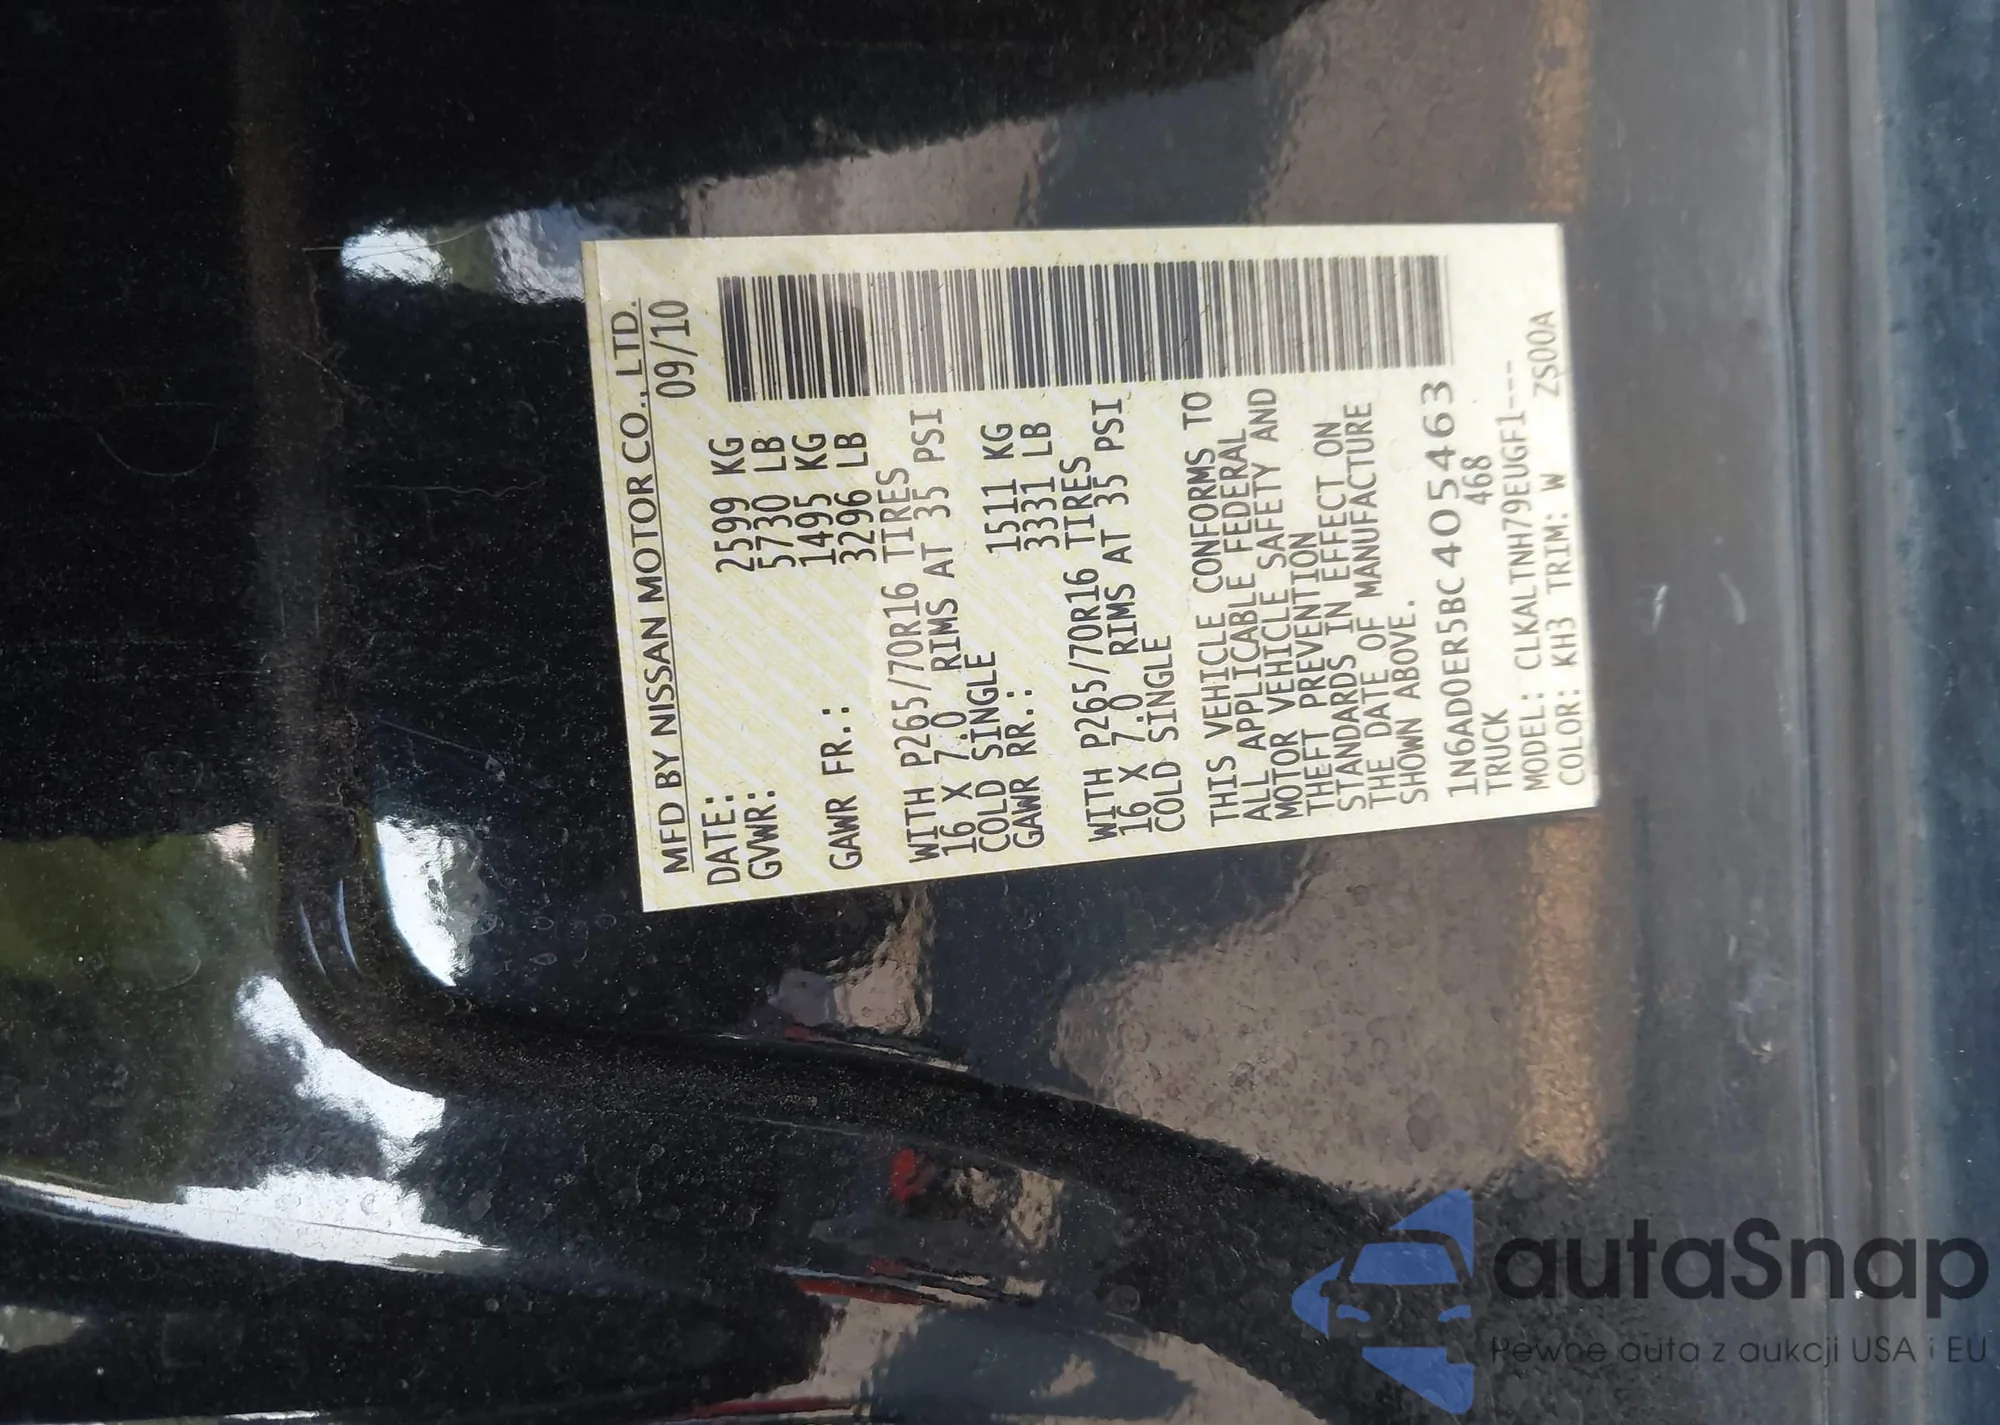 MFD BY NISSAN MOTOR CO., LTD.
DATE: 09/10
GVWR: 2599 KG
5730 LB
GAWR FR.: 1495 KG
3296 LB
WITH P265/70R16 TIRES
16 X 7.0 RIMS AT 35 PSI
COLD SINGLE
GAWR RR.: 1511 KG
3331 LB
WITH P265/70R16 TIRES
16 X 7.0 RIMS AT 35 PSI
COLD SINGLE
THIS VEHICLE CONFORMS TO
ALL APPLICABLE FEDERAL
MOTOR VEHICLE SAFETY AND
THEFT PREVENTION
STANDARDS IN EFFECT ON
THE DATE OF MANUFACTURE
SHOWN ABOVE.
1N6AD0ER5BC405463
TRUCK 468
MODEL: CLKALTNH79EUGF1---
COLOR: KH3 TRIM: W ZS00A
autaSnap
Pewne auta z aukcji USA i EU